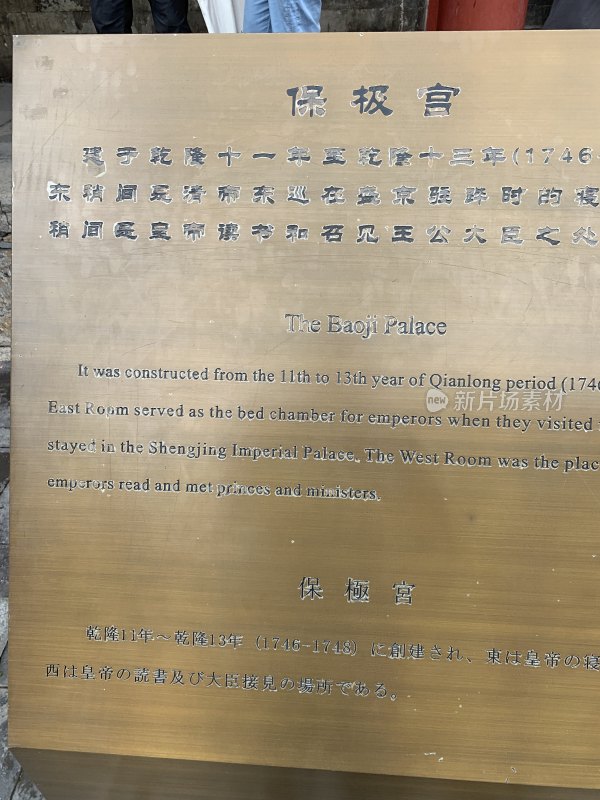 保极宫
建于乾隆十一年至乾隆十三年(1746-
东稍间是清帝东巡在盛京驻跸时的寝
稍间是皇帝读书和召见王公大臣之处
The Baoji Palace
It was constructed from the 11th to 13th year of Qianlong period (1746
East Room served as the bed chamber for emperors when they visited
stayed in the Shengjing Imperial Palace. The West Room was the plac
emperors read and met princes and ministers.
new 新片场素材
保極宮
乾隆11年～乾隆13年（1746-1748）に創建され、東は皇帝の寝
西は皇帝の読書及び大臣接見の場所である。